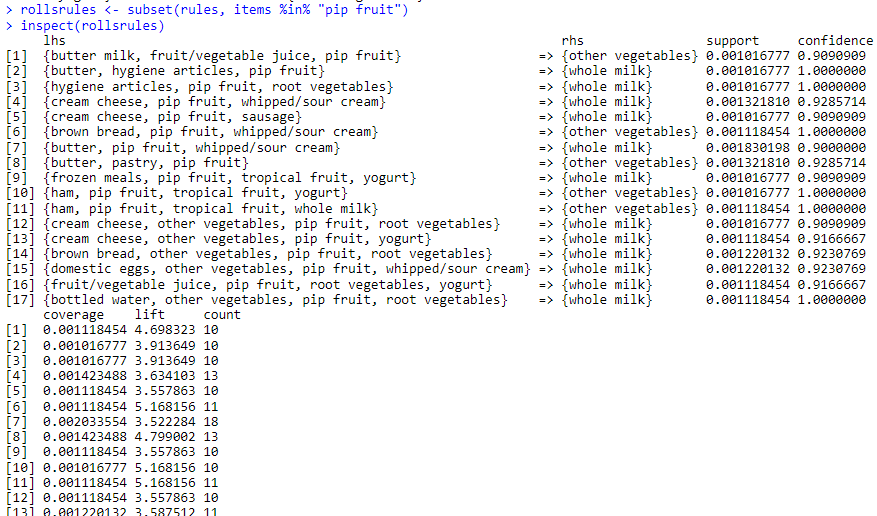 > rollsrules <- subset(rules, items %in% "pip fruit")
> inspect(rollsrules)
lhs rhs support confidence
[1] {butter milk, fruit/vegetable juice, pip fruit} => {other vegetables} 0.001016777 0.9090909
[2] {butter, hygiene articles, pip fruit} => {whole milk} 0.001016777 1.0000000
[3] {hygiene articles, pip fruit, root vegetables} => {whole milk} 0.001016777 1.0000000
[4] {cream cheese, pip fruit, whipped/sour cream} => {whole milk} 0.001321810 0.9285714
[5] {cream cheese, pip fruit, sausage} => {whole milk} 0.001016777 0.9090909
[6] {brown bread, pip fruit, whipped/sour cream} => {other vegetables} 0.001118454 1.0000000
[7] {butter, pip fruit, whipped/sour cream} => {whole milk} 0.001830198 0.9000000
[8] {butter, pastry, pip fruit} => {other vegetables} 0.001321810 0.9285714
[9] {frozen meals, pip fruit, tropical fruit, yogurt} => {whole milk} 0.001016777 0.9090909
[10] {ham, pip fruit, tropical fruit, yogurt} => {other vegetables} 0.001016777 1.0000000
[11] {ham, pip fruit, tropical fruit, whole milk} => {other vegetables} 0.001118454 1.0000000
[12] {cream cheese, other vegetables, pip fruit, root vegetables} => {whole milk} 0.001016777 0.9090909
[13] {cream cheese, other vegetables, pip fruit, yogurt} => {whole milk} 0.001118454 0.9166667
[14] {brown bread, other vegetables, pip fruit, root vegetables} => {whole milk} 0.001220132 0.9230769
[15] {domestic eggs, other vegetables, pip fruit, whipped/sour cream} => {whole milk} 0.001220132 0.9230769
[16] {fruit/vegetable juice, pip fruit, root vegetables, yogurt} => {whole milk} 0.001118454 0.9166667
[17] {bottled water, other vegetables, pip fruit, root vegetables} => {whole milk} 0.001118454 1.0000000
coverage lift count
[1] 0.001118454 4.698323 10
[2] 0.001016777 3.913649 10
[3] 0.001016777 3.913649 10
[4] 0.001423488 3.634103 13
[5] 0.001118454 3.557863 10
[6] 0.001118454 5.168156 11
[7] 0.002033554 3.522284 18
[8] 0.001423488 4.799002 13
[9] 0.001118454 3.557863 10
[10] 0.001016777 5.168156 10
[11] 0.001118454 5.168156 11
[12] 0.001118454 3.557863 10
[13] 0.001220132 3.587512 11